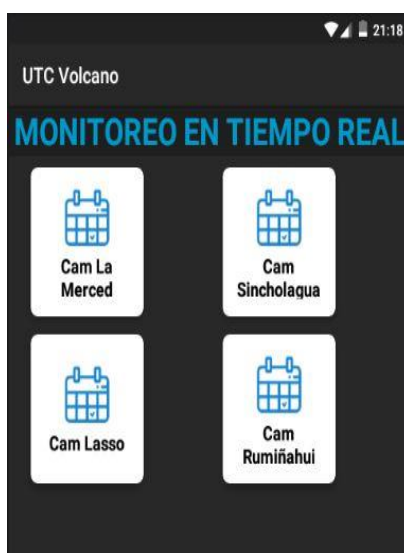 21:18
UTC Volcano
MONITOREO EN TIEMPO REAL
Cam La
Merced
Cam
Sincholagua
Cam Lasso
Cam
Rumiñahui